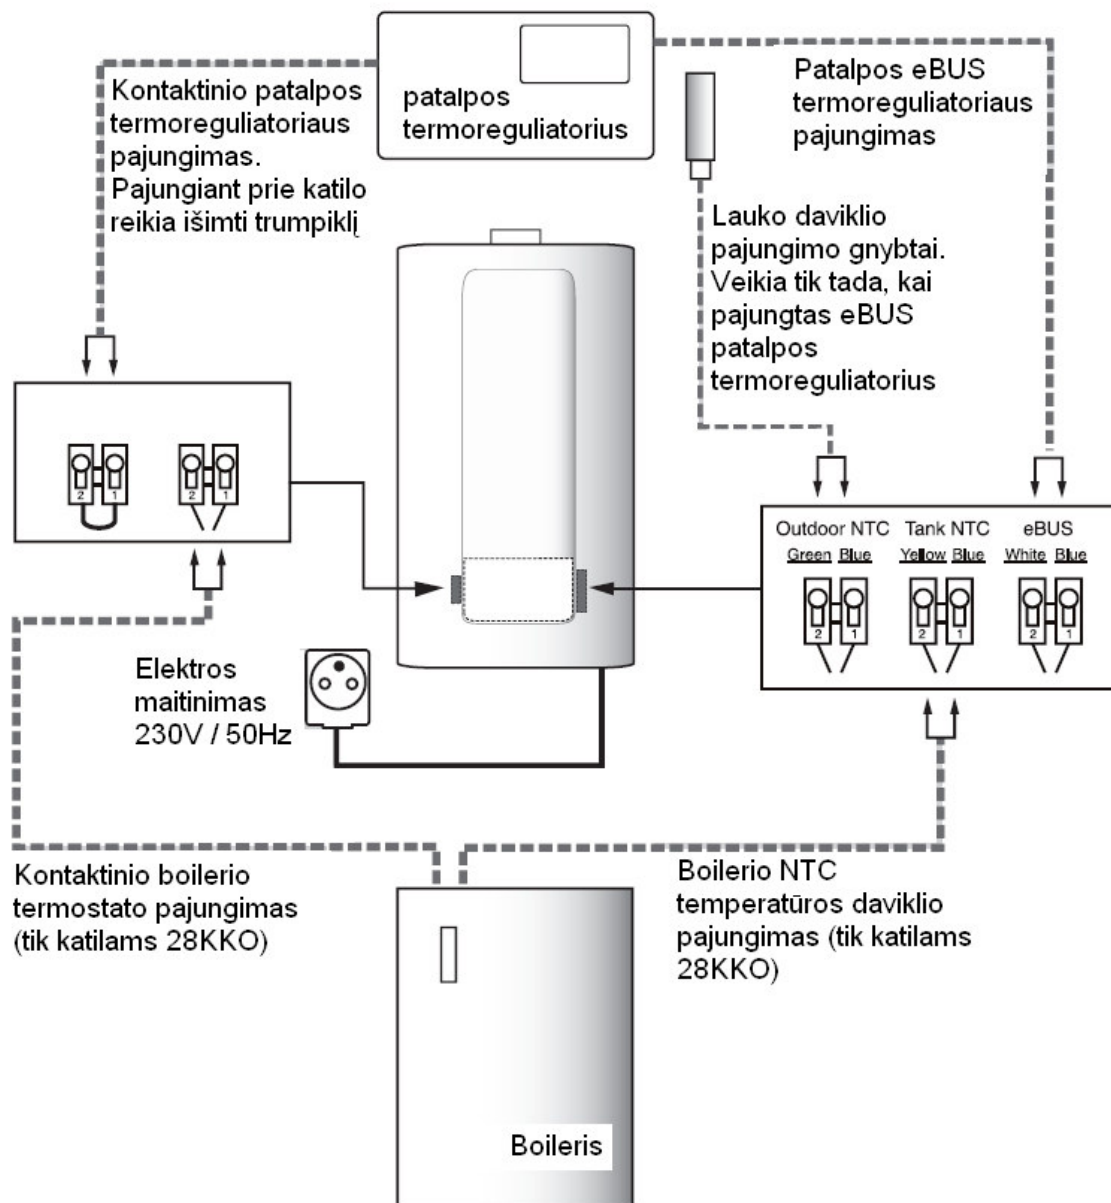 patalpos
termoreguliatorius
Kontaktinio patalpos
termoreguliatoriaus
pajungimas.
Pajungiant prie katilo
reikia išimti trumpiklį
Patalpos eBUS
termoreguliatoriaus
pajungimas
Lauko daviklio
pajungimo gnybtai.
Veikia tik tada, kai
pajungtas eBUS
patalpos
termoreguliatorius
2 1 2 1
Outdoor NTC Tank NTC eBUS
Green Blue Yellow Blue White Blue
2 1 2 1 2 1
Elektros
maitinimas
230V / 50Hz
Kontaktinio boilerio
termostato pajungimas
(tik katilams 28KKO)
Boilerio NTC
temperatūros daviklio
pajungimas (tik katilams
28KKO)
Boileris